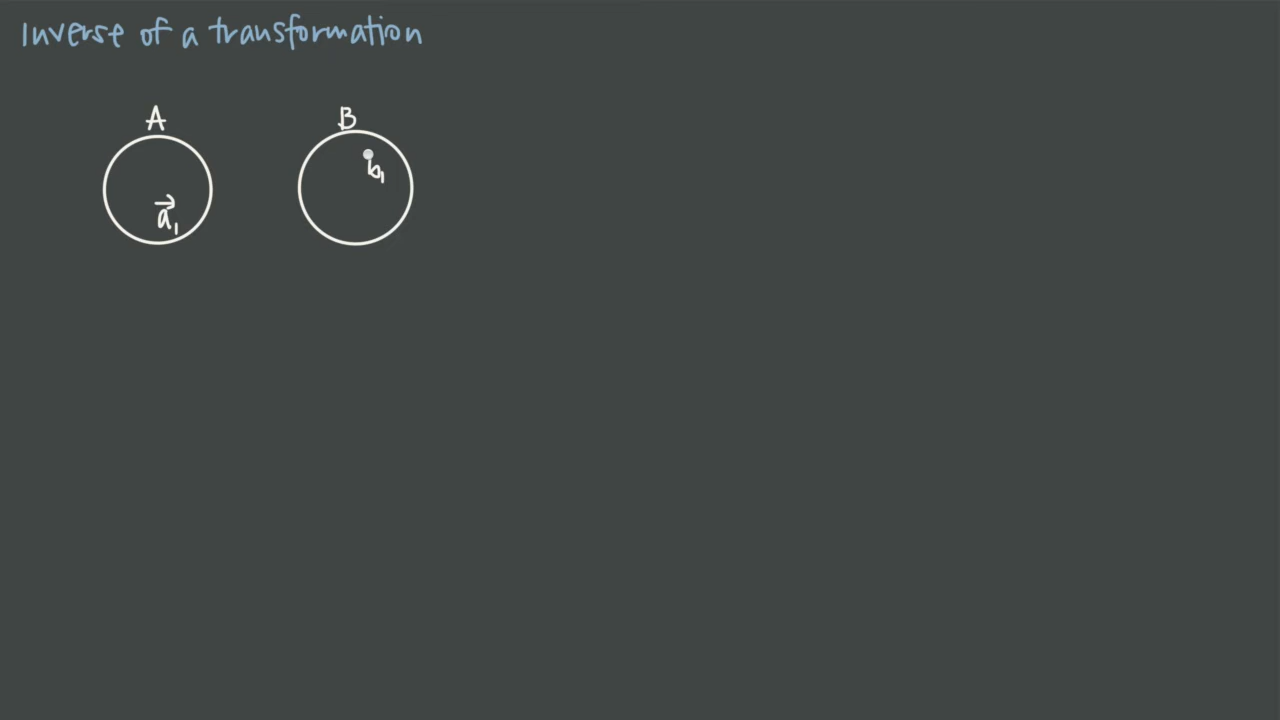 Inverse of a transformation
A B
b₁
a⃗₁